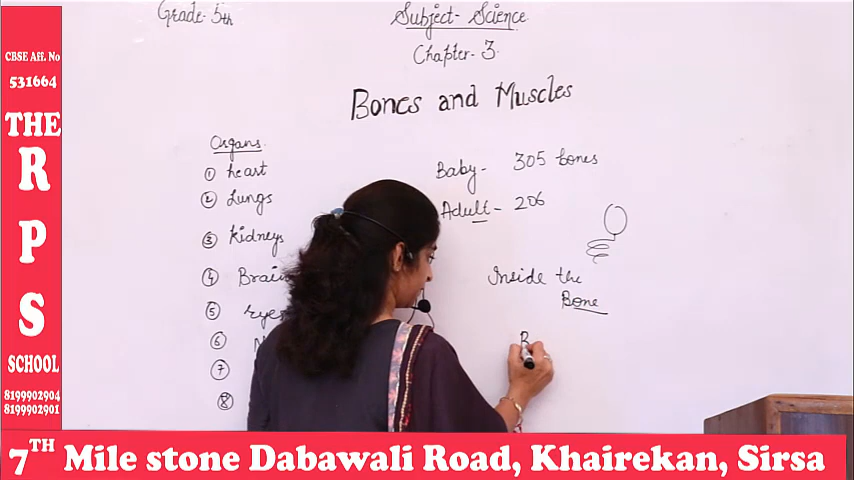 CBSE Aff. No
531664
THE
R
P
S
SCHOOL
8199902904
8199902901
Grade- 5th
Subject- Science
Chapter- 3
Bones and Muscles
Organs
① heart
② Lungs
③ Kidneys
④ Brain
⑤ eyes
⑥ N
⑦
⑧
Baby- 305 bones
Adult- 206
Inside the
Bone
B
7TH Mile stone Dabawali Road, Khairekan, Sirsa